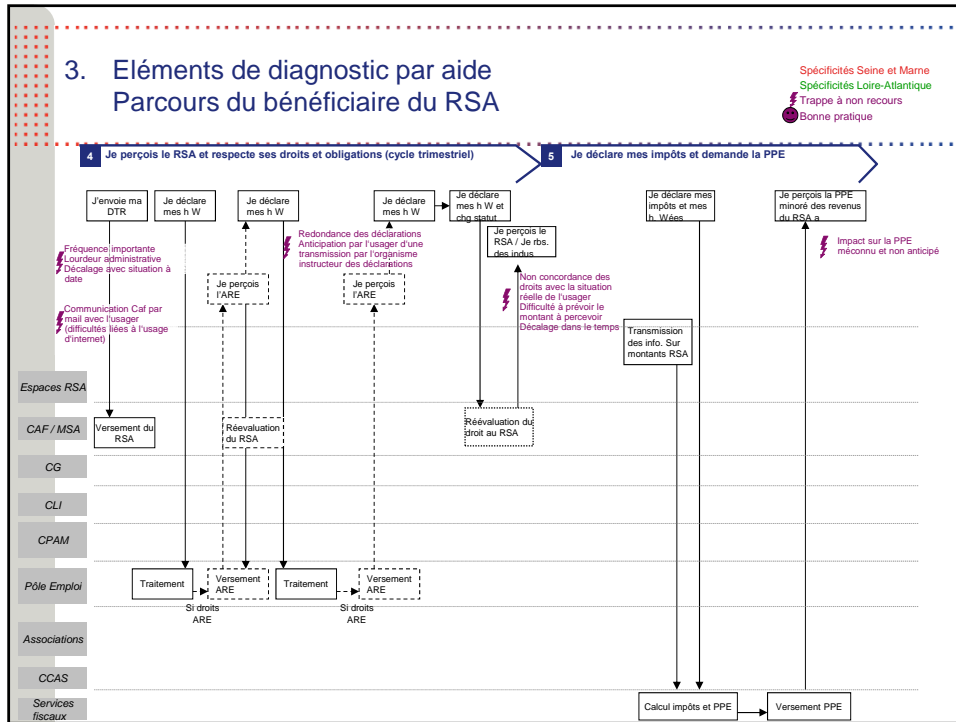 3. Eléments de diagnostic par aide
Parcours du bénéficiaire du RSA
Spécificités Seine et Marne
Spécificités Loire-Atlantique
Trappe à non recours
Bonne pratique
4 Je perçois le RSA et respecte ses droits et obligations (cycle trimestriel)
5 Je déclare mes impôts et demande la PPE
J'envoie ma
DTR
Je déclare
mes h W
Je déclare
mes h W
Je déclare
mes h W
Je déclare
mes h W et
chg statut
Je déclare mes
impôts et mes
h. Wées
Je perçois la PPE
minoré des revenus
du RSA a
Fréquence importante
Lourdeur administrative
Décalage avec situation à
date
Communication Caf par
mail avec l'usager
(difficultés liées à l'usage
d'internet)
Redondance des déclarations
Anticipation par l'usager d'une
transmission par l'organisme
instructeur des déclarations
Je perçois
l'ARE
Je perçois
l'ARE
Je perçois le
RSA / Je rbs.
des indus
Non concordance des
droits avec la situation
réelle de l'usager
Difficulté à prévoir le
montant à percevoir
Décalage dans le temps
Impact sur la PPE
méconnu et non anticipé
Transmission
des info. Sur
montants RSA
Espaces RSA
CAF / MSA
Versement du
RSA
Réevaluation
du RSA
Réévaluation du
droit au RSA
CG
CLI
CPAM
Pôle Emploi
Traitement
Versement
ARE
Traitement
Versement
ARE
Si droits
ARE
Si droits
ARE
Associations
CCAS
Services
fiscaux
Calcul impôts et PPE
Versement PPE